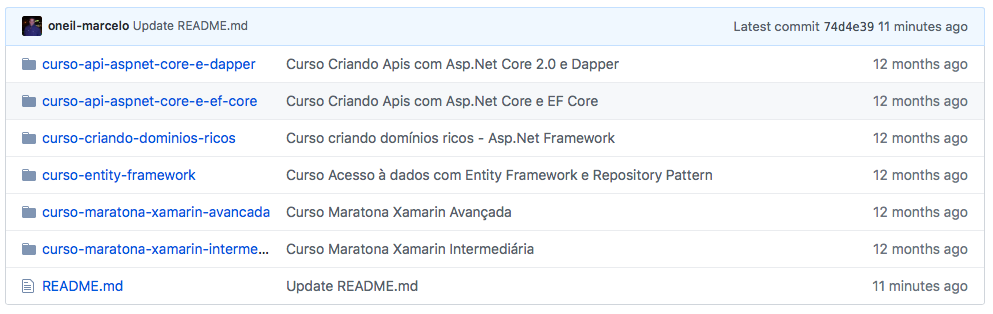 oneil-marcelo Update README.md Latest commit 74d4e39 11 minutes ago
curso-api-aspnet-core-e-dapper Curso Criando Apis com Asp.Net Core 2.0 e Dapper 12 months ago
curso-api-aspnet-core-e-ef-core Curso Criando Apis com Asp.Net Core e EF Core 12 months ago
curso-criando-dominios-ricos Curso criando domínios ricos - Asp.Net Framework 12 months ago
curso-entity-framework Curso Acesso à dados com Entity Framework e Repository Pattern 12 months ago
curso-maratona-xamarin-avancada Curso Maratona Xamarin Avançada 12 months ago
curso-maratona-xamarin-interme... Curso Maratona Xamarin Intermediária 12 months ago
README.md Update README.md 11 minutes ago